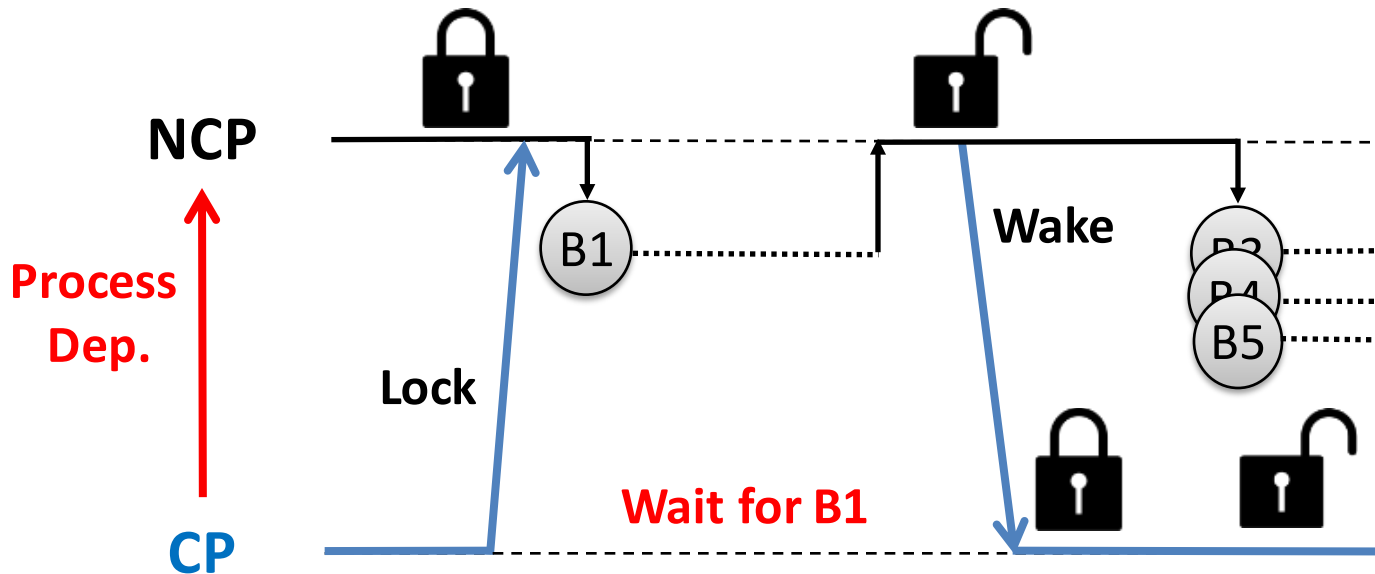 NCP
B1
Wake
Process
Dep.
B5
Lock
Wait for B1
CP